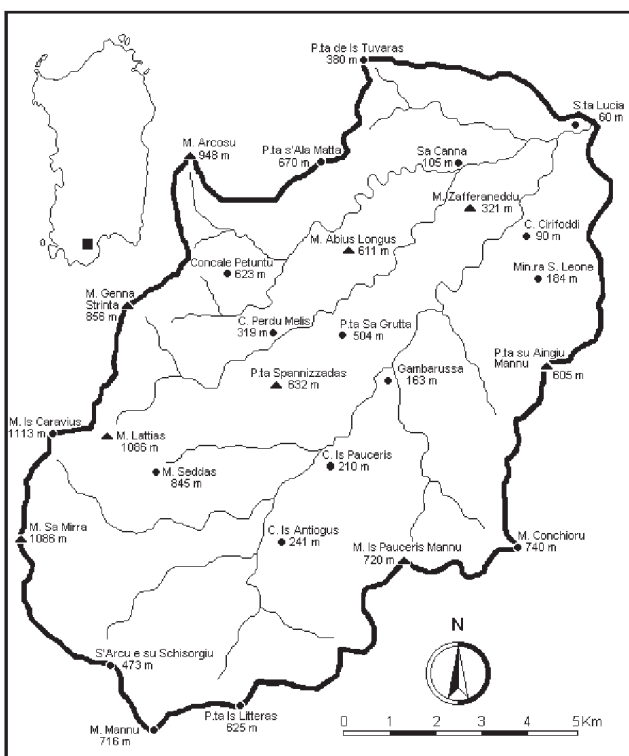 P.ta de Is Tuvaras
380 m
S.ta Lucia
60 m
M. Arcosu
948 m
P.ta s'Ala Matta
670 m
Sa Canna
105 m
M. Zafferaneddu
321 m
C. Cirifoddi
90 m
M. Abius Longus
611 m
Concale Petuntu
623 m
Min.ra S. Leone
184 m
M. Genna
Strinta
856 m
C. Perdu Melis
319 m
P.ta Sa Grutta
504 m
P.ta su Aingiu
Mannu
605 m
P.ta Spannizzadas
632 m
Gambarussa
163 m
M. Is Caravius
1113 m
M. Lattias
1086 m
C. Is Pauceris
210 m
M. Seddas
845 m
M. Sa Mirra
1086 m
C. Is Antiogus
241 m
M. Is Pauceris Mannu
720 m
M. Conchioru
740 m
S'Arcu e su Schisorgiu
473 m
N
P.ta Is Litteras
625 m
M. Mannu
716 m
0 1 2 3 4 5 Km